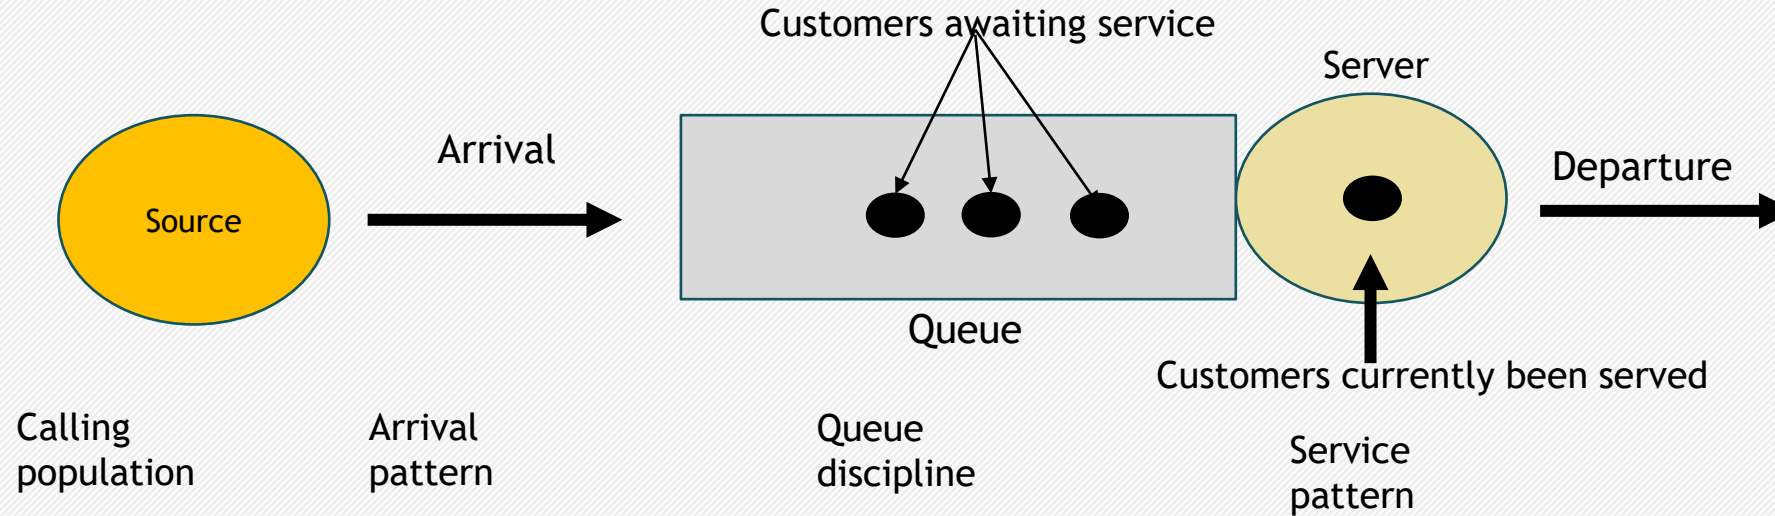 Customers awaiting service
Server
Arrival
Departure
Source
Queue
Customers currently been served
Calling
population
Arrival
pattern
Queue
discipline
Service
pattern